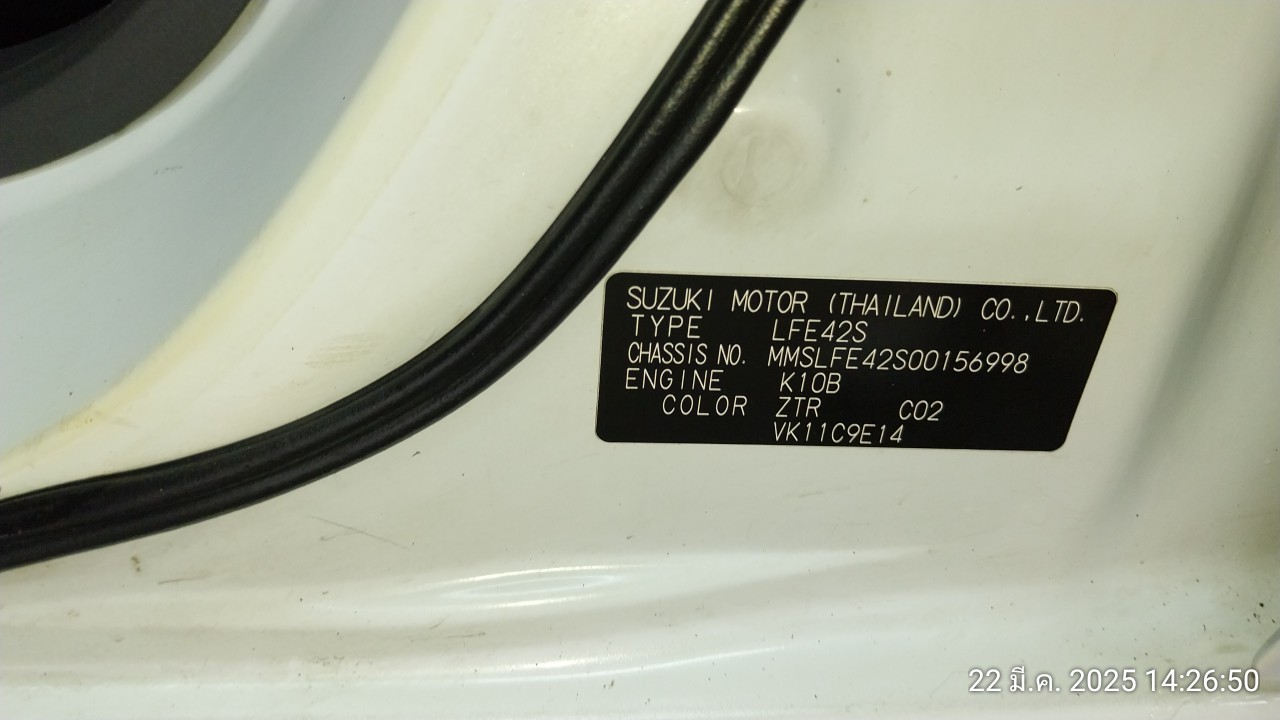 SUZUKI MOTOR (THAILAND) CO.,LTD.
TYPE LFE42S
CHASSIS NO. MMSLFE42S00156998
ENGINE K10B
COLOR ZTR C02
VK11C9E14
22 มี.ค. 2025 14:26:50